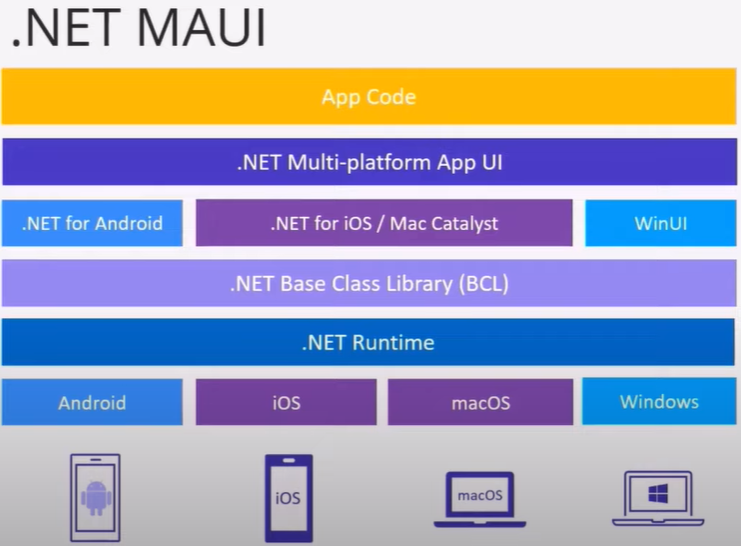 .NET MAUI
App Code
.NET Multi-platform App UI
.NET for Android
.NET for iOS / Mac Catalyst
WinUI
.NET Base Class Library (BCL)
.NET Runtime
Android
iOS
macOS
Windows
iOS
macOS